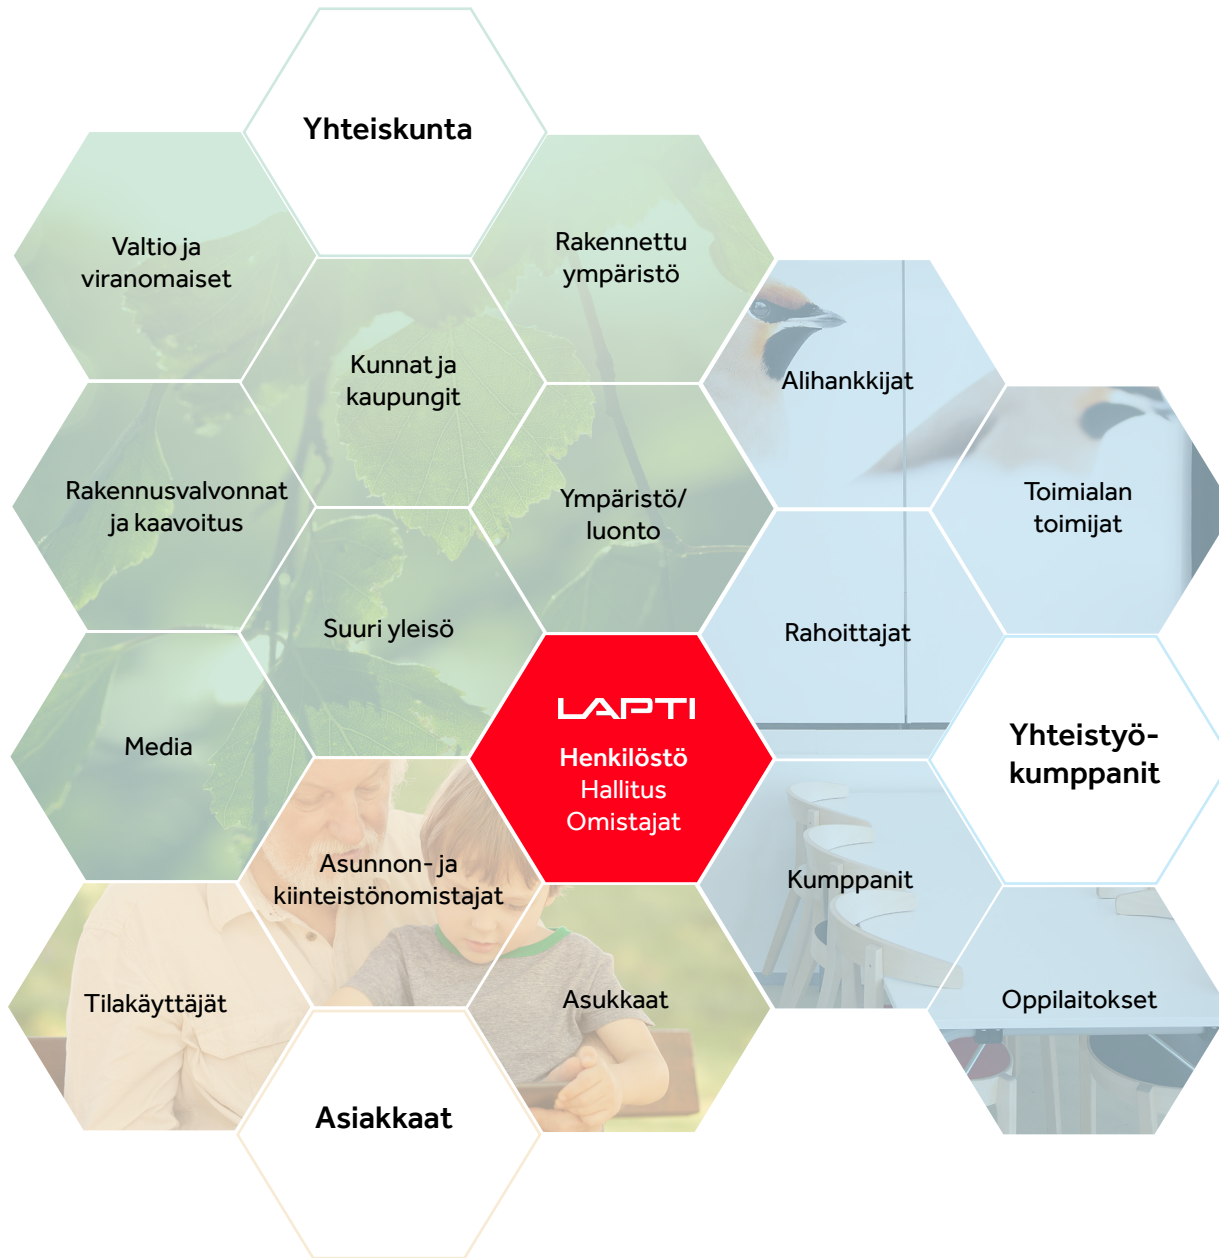 Yhteiskunta
Valtio ja
viranomaiset
Rakennettu
ympäristö
Kunnat ja
kaupungit
Alihankkijat
Rakennusvalvonnat
ja kaavoitus
Ympäristö/
luonto
Toimialan
toimijat
Suuri yleisö
Rahoittajat
Media
LAPTI
Henkilöstö
Hallitus
Omistajat
Yhteistyö-
kumppanit
Asunnon- ja
kiinteistönomistajat
Kumppanit
Tilakäyttäjät
Asukkaat
Oppilaitokset
Asiakkaat